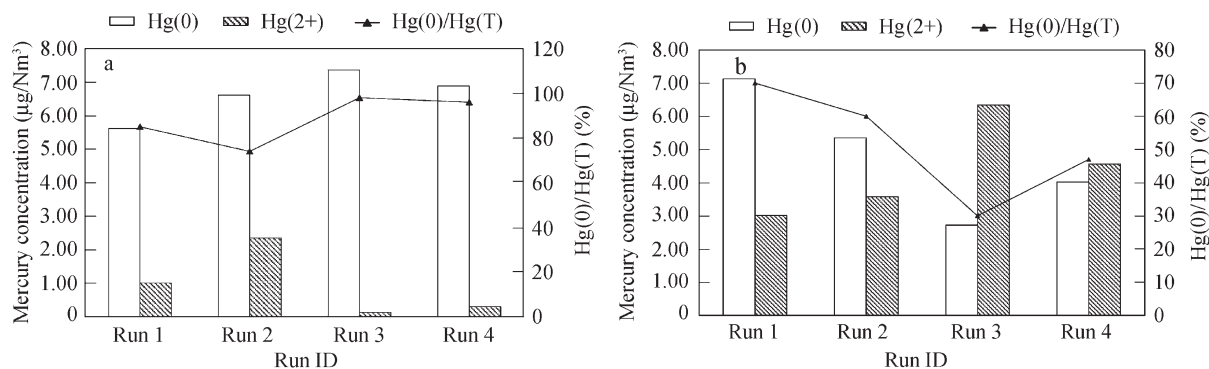 Hg(0) Hg(2+) Hg(0)/Hg(T)
a
Mercury concentration (μg/Nm³)
8.00
7.00
6.00
5.00
4.00
3.00
2.00
1.00
0
120
100
80
60
40
20
0
Hg(0)/Hg(T) (%)
Run 1 Run 2 Run 3 Run 4
Run ID
Hg(0) Hg(2+) Hg(0)/Hg(T)
b
Mercury concentration (μg/Nm³)
8.00
7.00
6.00
5.00
4.00
3.00
2.00
1.00
0
80
70
60
50
40
30
20
10
0
Hg(0)/Hg(T) (%)
Run 1 Run 2 Run 3 Run 4
Run ID